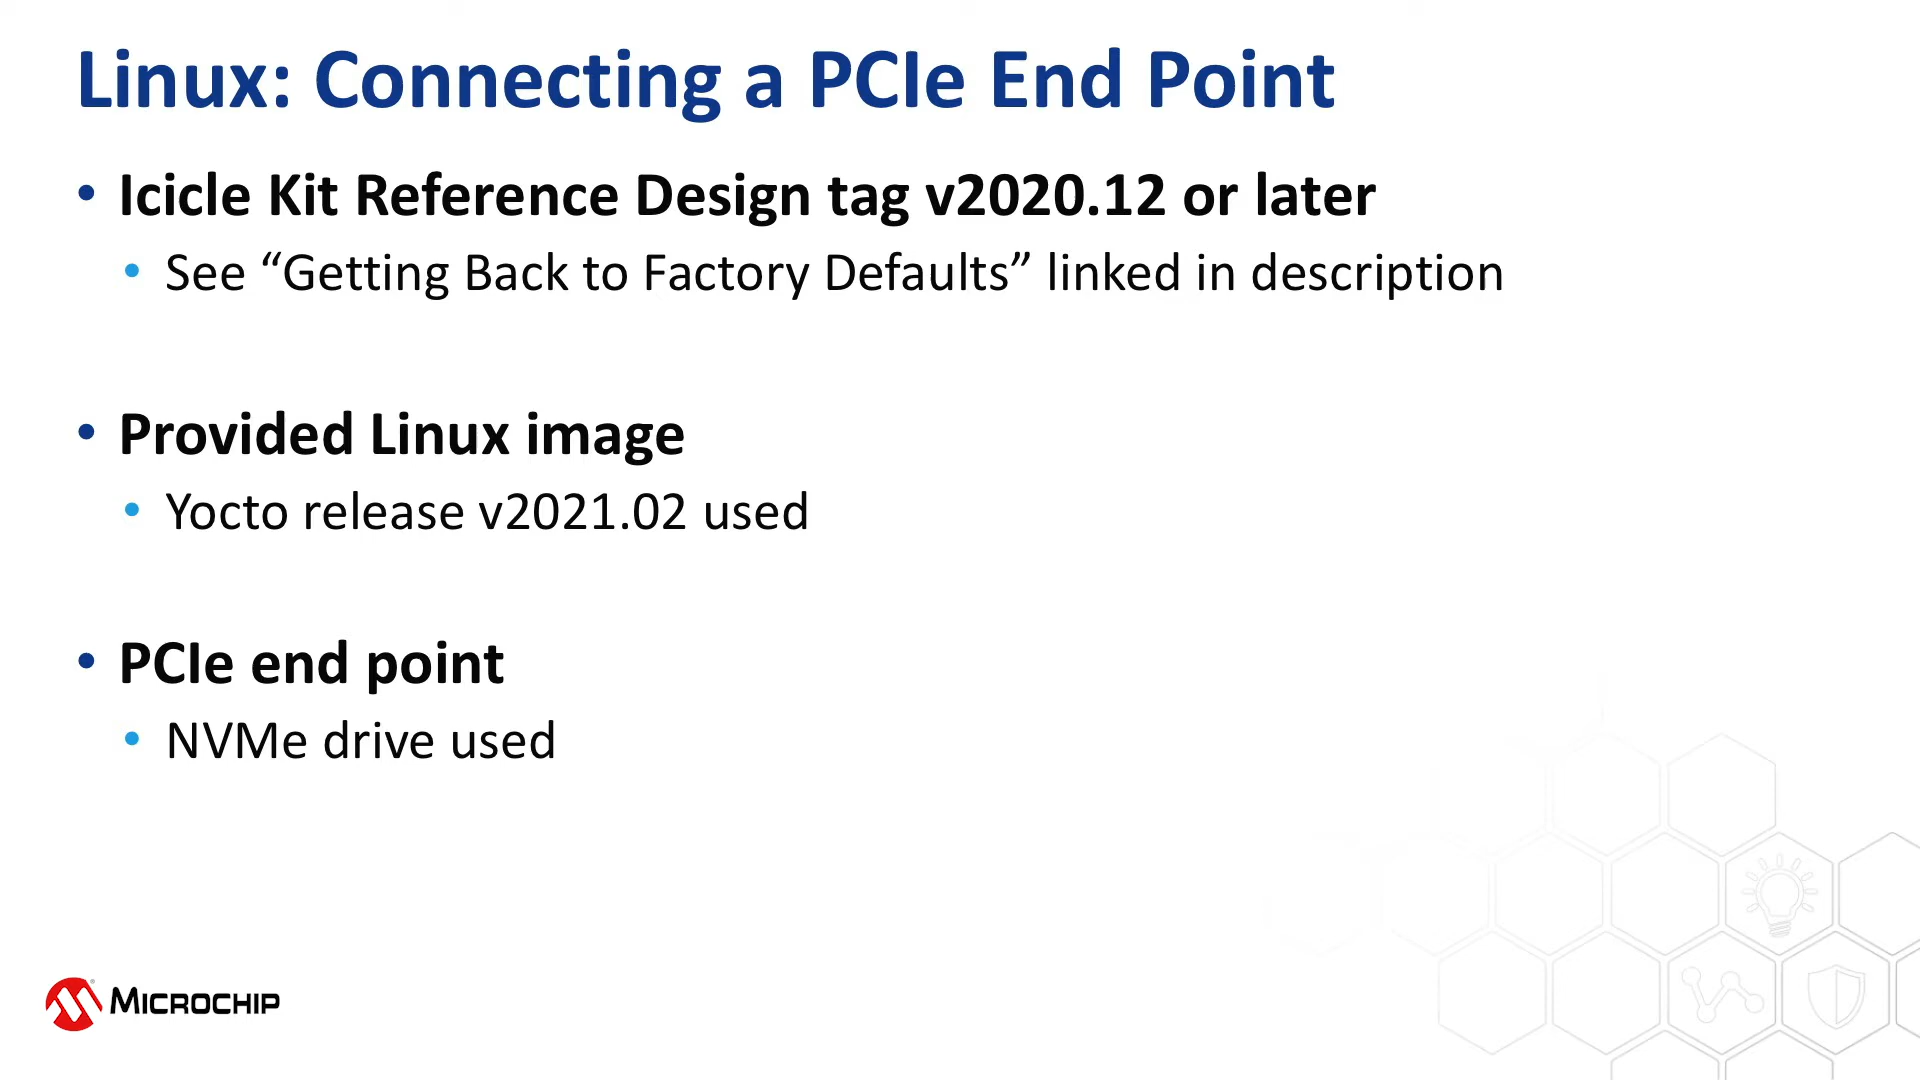 Linux: Connecting a PCIe End Point
• Icicle Kit Reference Design tag v2020.12 or later
• See “Getting Back to Factory Defaults” linked in description
• Provided Linux image
• Yocto release v2021.02 used
• PCIe end point
• NVMe drive used
MICROCHIP